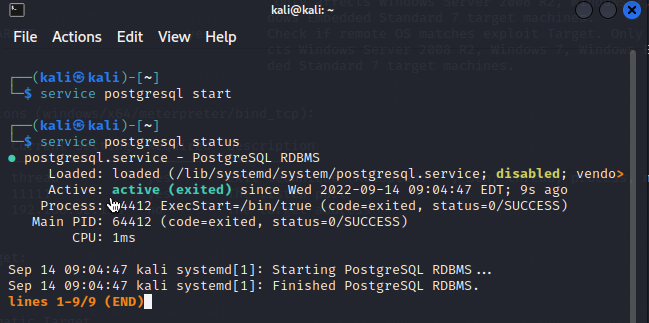 kali@kali: ~
File Actions Edit View Help
┌──(kali㉿kali)-[~]
└─$ service postgresql start
┌──(kali㉿kali)-[~]
└─$ service postgresql status
● postgresql.service - PostgreSQL RDBMS
Loaded: loaded (/lib/systemd/system/postgresql.service; disabled; vendo>
Active: active (exited) since Wed 2022-09-14 09:04:47 EDT; 9s ago
Process: 64412 ExecStart=/bin/true (code=exited, status=0/SUCCESS)
Main PID: 64412 (code=exited, status=0/SUCCESS)
CPU: 1ms
Sep 14 09:04:47 kali systemd[1]: Starting PostgreSQL RDBMS...
Sep 14 09:04:47 kali systemd[1]: Finished PostgreSQL RDBMS.
lines 1-9/9 (END)